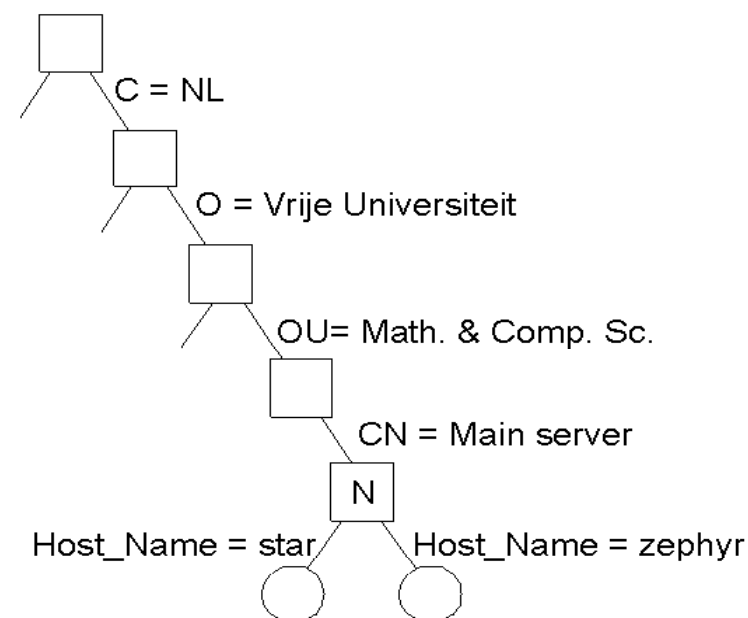 C = NL
O = Vrije Universiteit
OU= Math. & Comp. Sc.
CN = Main server
N
Host_Name = star
Host_Name = zephyr